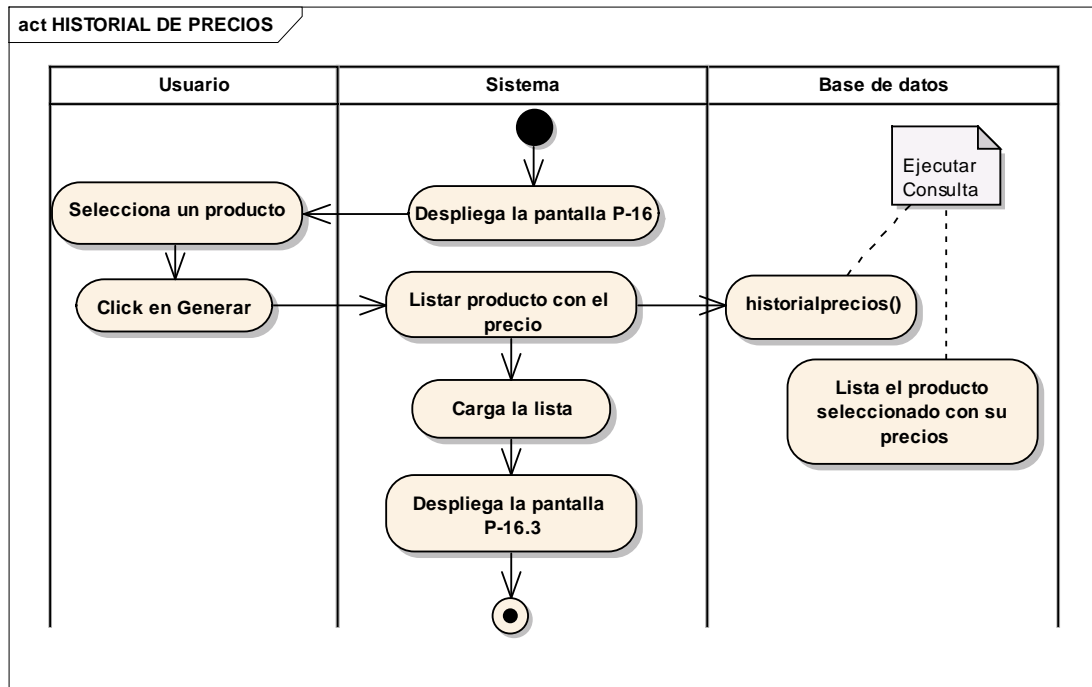 act HISTORIAL DE PRECIOS
Usuario
Sistema
Base de datos
Ejecutar
Consulta
Selecciona un producto
Despliega la pantalla P-16
Click en Generar
Listar producto con el
precio
historialprecios()
Carga la lista
Lista el producto
seleccionado con su
precios
Despliega la pantalla
P-16.3